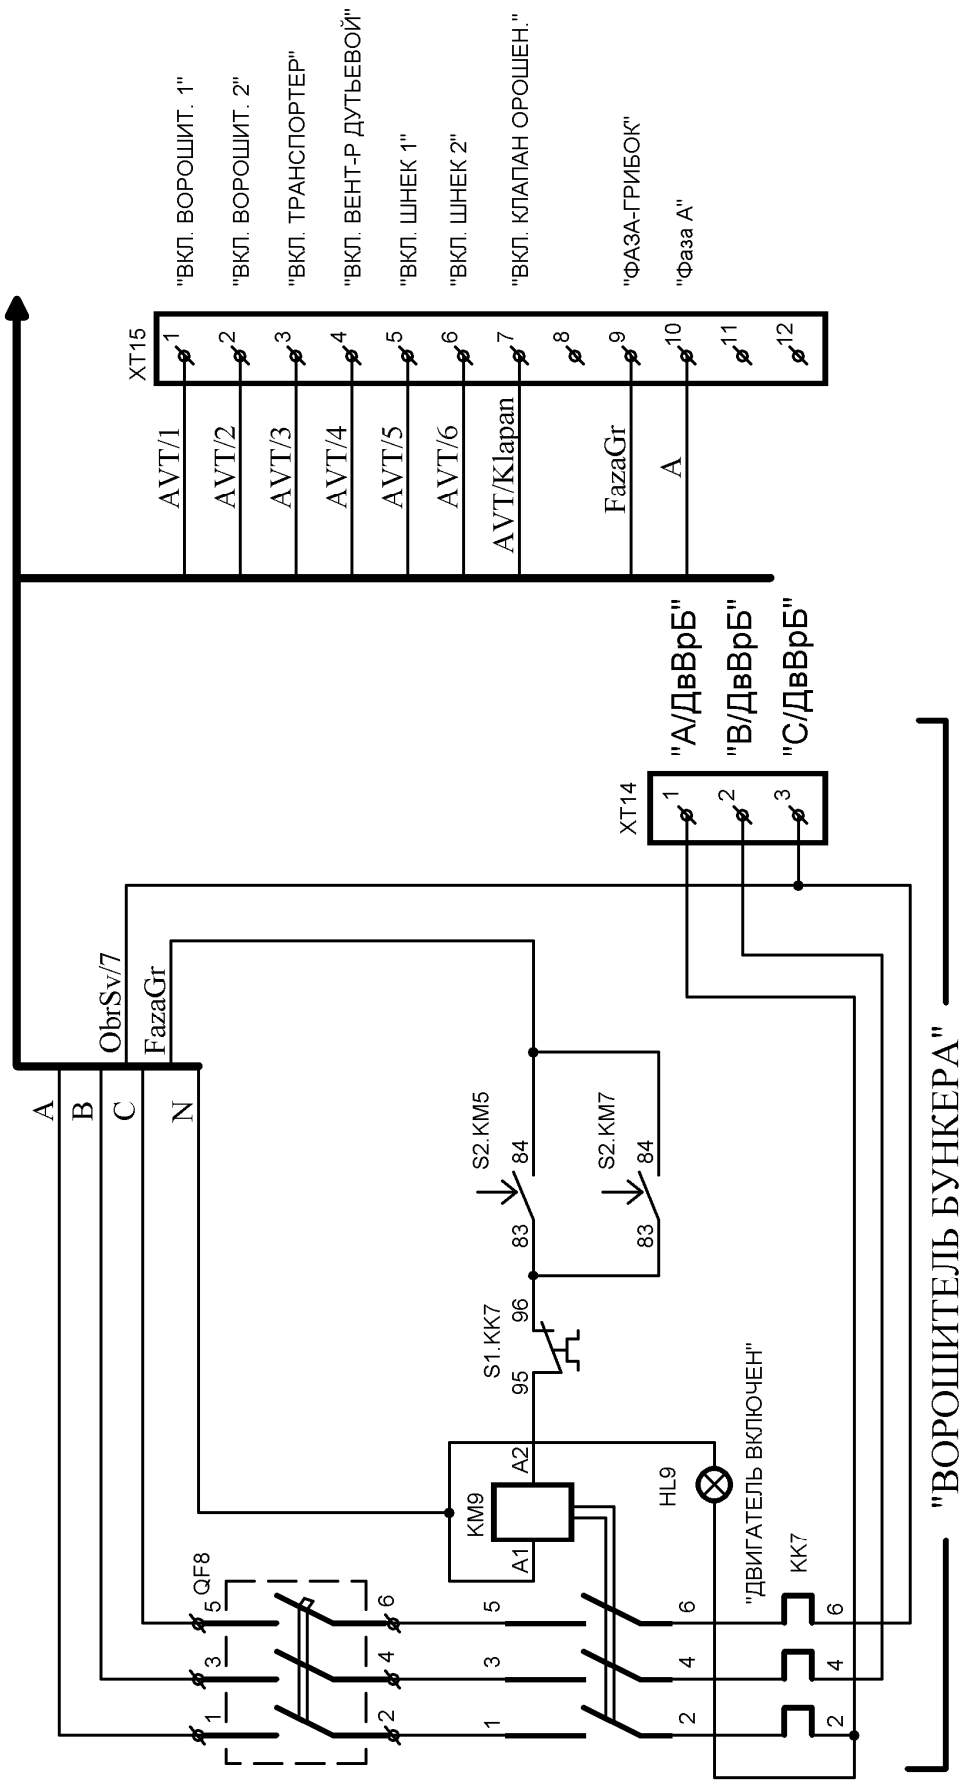 A
B
C
N
ObrSv/7
FazaGr
QF8
1
3
5
2
4
6
1
3
5
2
4
6
KM9
A1
A2
S1.KK7
95
96
S2.KM5
83
84
S2.KM7
83
84
HL9
"ДВИГАТЕЛЬ ВКЛЮЧЕН"
KK7
2
4
6
XT14
1
2
3
"A/ДвВрБ"
"B/ДвВрБ"
"C/ДвВрБ"
"ВОРОШИТЕЛЬ БУНКЕРА"
XT15
AVT/1
1
"ВКЛ. ВОРОШИТ. 1"
AVT/2
2
"ВКЛ. ВОРОШИТ. 2"
AVT/3
3
"ВКЛ. ТРАНСПОРТЕР"
AVT/4
4
"ВКЛ. ВЕНТ-Р ДУТЬЕВОЙ"
AVT/5
5
"ВКЛ. ШНЕК 1"
AVT/6
6
"ВКЛ. ШНЕК 2"
AVT/Klapan
7
"ВКЛ. КЛАПАН ОРОШЕН."
8
FazaGr
9
"ФАЗА-ГРИБОК"
A
10
"Фаза А"
11
12